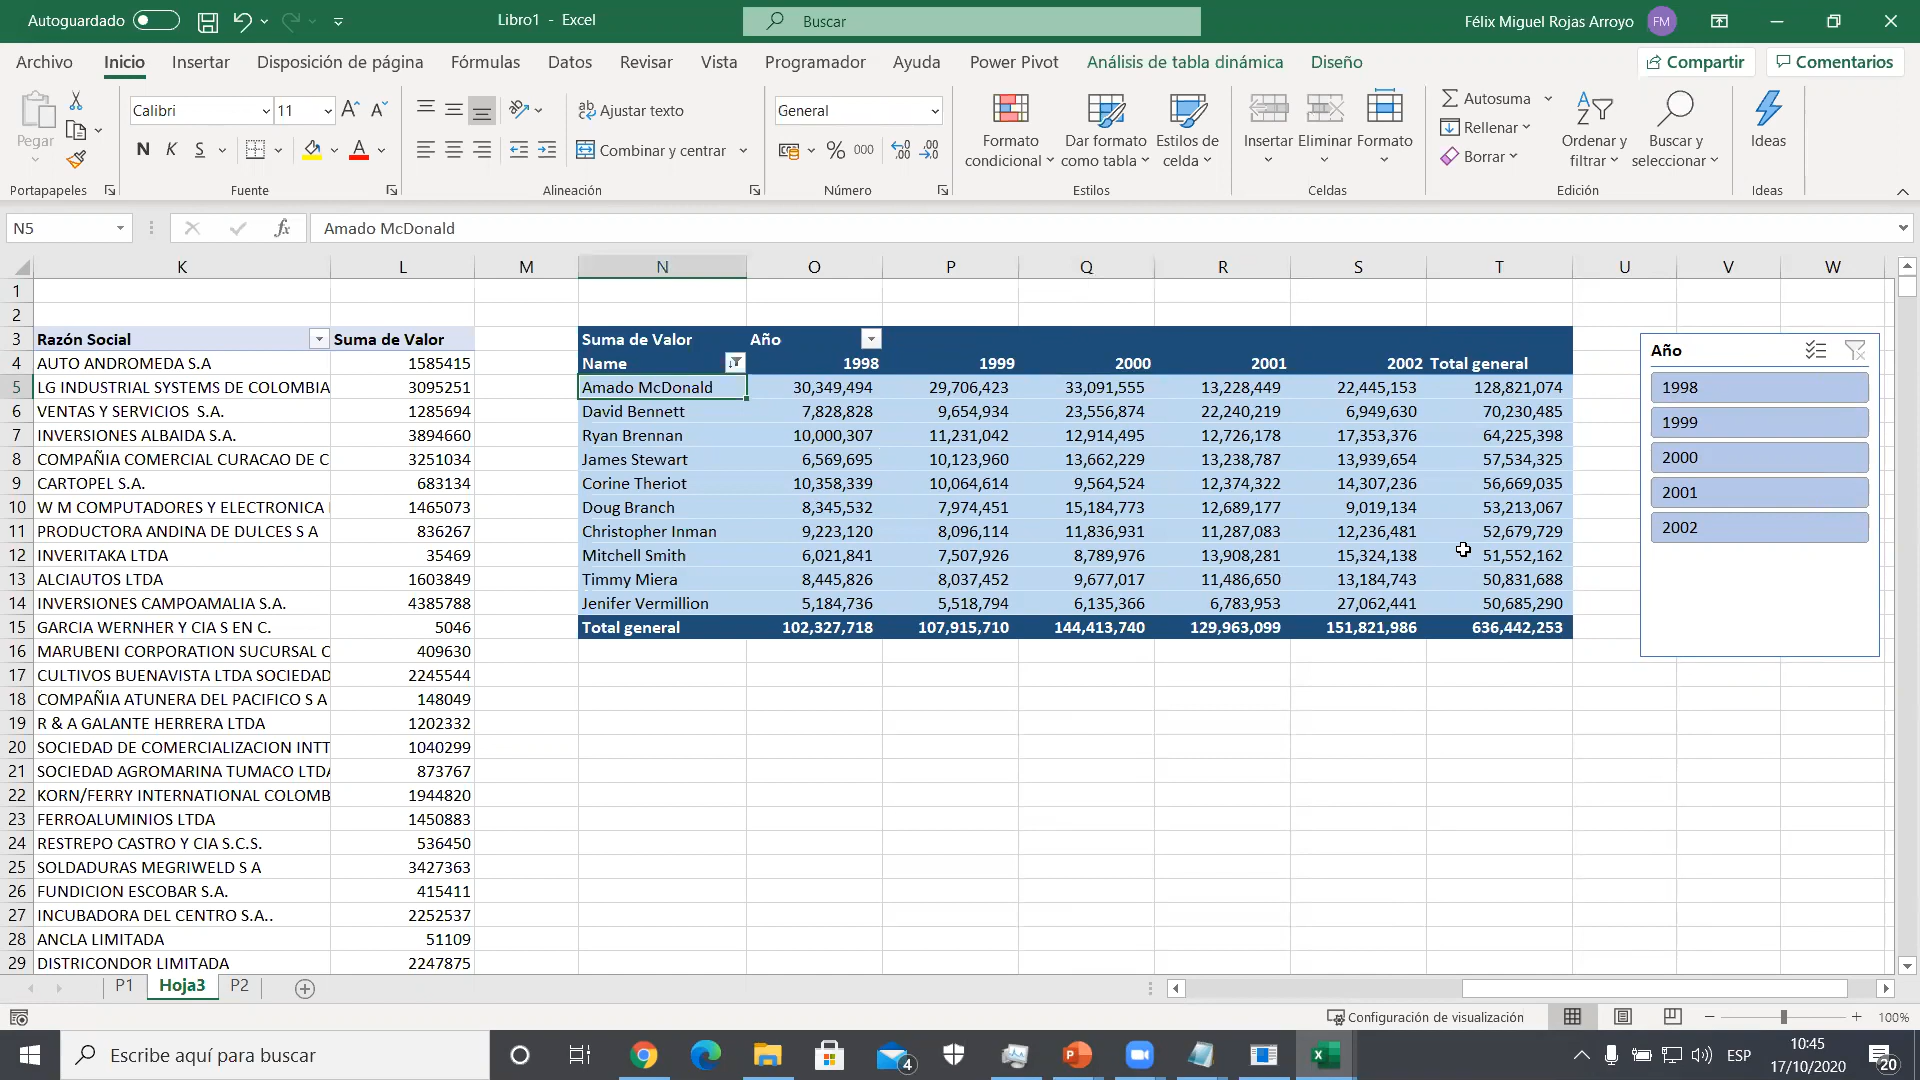 Autoguardado
Libro1 - Excel
Buscar
Félix Miguel Rojas Arroyo FM
Archivo Inicio Insertar Disposición de página Fórmulas Datos Revisar Vista Programador Ayuda Power Pivot Análisis de tabla dinámica Diseño Compartir Comentarios
Pegar
Calibri 11
N K S
Ajustar texto
Combinar y centrar
General
% 000
Formato condicional
Dar formato como tabla
Estilos de celda
Insertar Eliminar Formato
Autosuma
Rellenar
Borrar
Ordenar y filtrar
Buscar y seleccionar
Ideas
Portapapeles Fuente Alineación Número Estilos Celdas Edición Ideas
N5 fx Amado McDonald
K L M N O P Q R S T U V W
1
2
3 Razón Social Suma de Valor Suma de Valor Año
4 AUTO ANDROMEDA S.A 1585415 Name 1998 1999 2000 2001 2002 Total general
5 LG INDUSTRIAL SYSTEMS DE COLOMBIA 3095251 Amado McDonald 30,349,494 29,706,423 33,091,555 13,228,449 22,445,153 128,821,074
6 VENTAS Y SERVICIOS S.A. 1285694 David Bennett 7,828,828 9,654,934 23,556,874 22,240,219 6,949,630 70,230,485
7 INVERSIONES ALBAIDA S.A. 3894660 Ryan Brennan 10,000,307 11,231,042 12,914,495 12,726,178 17,353,376 64,225,398
8 COMPAÑIA COMERCIAL CURACAO DE C 3251034 James Stewart 6,569,695 10,123,960 13,662,229 13,238,787 13,939,654 57,534,325
9 CARTOPEL S.A. 683134 Corine Theriot 10,358,339 10,064,614 9,564,524 12,374,322 14,307,236 56,669,035
10 W M COMPUTADORES Y ELECTRONICA 1465073 Doug Branch 8,345,532 7,974,451 15,184,773 12,689,177 9,019,134 53,213,067
11 PRODUCTORA ANDINA DE DULCES S A 836267 Christopher Inman 9,223,120 8,096,114 11,836,931 11,287,083 12,236,481 52,679,729
12 INVERITAKA LTDA 35469 Mitchell Smith 6,021,841 7,507,926 8,789,976 13,908,281 15,324,138 51,552,162
13 ALCIAUTOS LTDA 1603849 Timmy Miera 8,445,826 8,037,452 9,677,017 11,486,650 13,184,743 50,831,688
14 INVERSIONES CAMPOAMALIA S.A. 4385788 Jenifer Vermillion 5,184,736 5,518,794 6,135,366 6,783,953 27,062,441 50,685,290
15 GARCIA WERNHER Y CIA S EN C. 5046 Total general 102,327,718 107,915,710 144,413,740 129,963,099 151,821,986 636,442,253
16 MARUBENI CORPORATION SUCURSAL C 409630
17 CULTIVOS BUENAVISTA LTDA SOCIEDAD 2245544
18 COMPAÑIA ATUNERA DEL PACIFICO S A 148049
19 R & A GALANTE HERRERA LTDA 1202332
20 SOCIEDAD DE COMERCIALIZACION INTT 1040299
21 SOCIEDAD AGROMARINA TUMACO LTDA 873767
22 KORN/FERRY INTERNATIONAL COLOMB 1944820
23 FERROALUMINIOS LTDA 1450883
24 RESTREPO CASTRO Y CIA S.C.S. 536450
25 SOLDADURAS MEGRIWELD S A 3427363
26 FUNDICION ESCOBAR S.A. 415411
27 INCUBADORA DEL CENTRO S.A.. 2252537
28 ANCLA LIMITADA 51109
29 DISTRICONDOR LIMITADA 2247875
Año
1998
1999
2000
2001
2002
P1 Hoja3 P2
Configuración de visualización 100%
Escribe aquí para buscar
4
ESP
10:45
17/10/2020
20